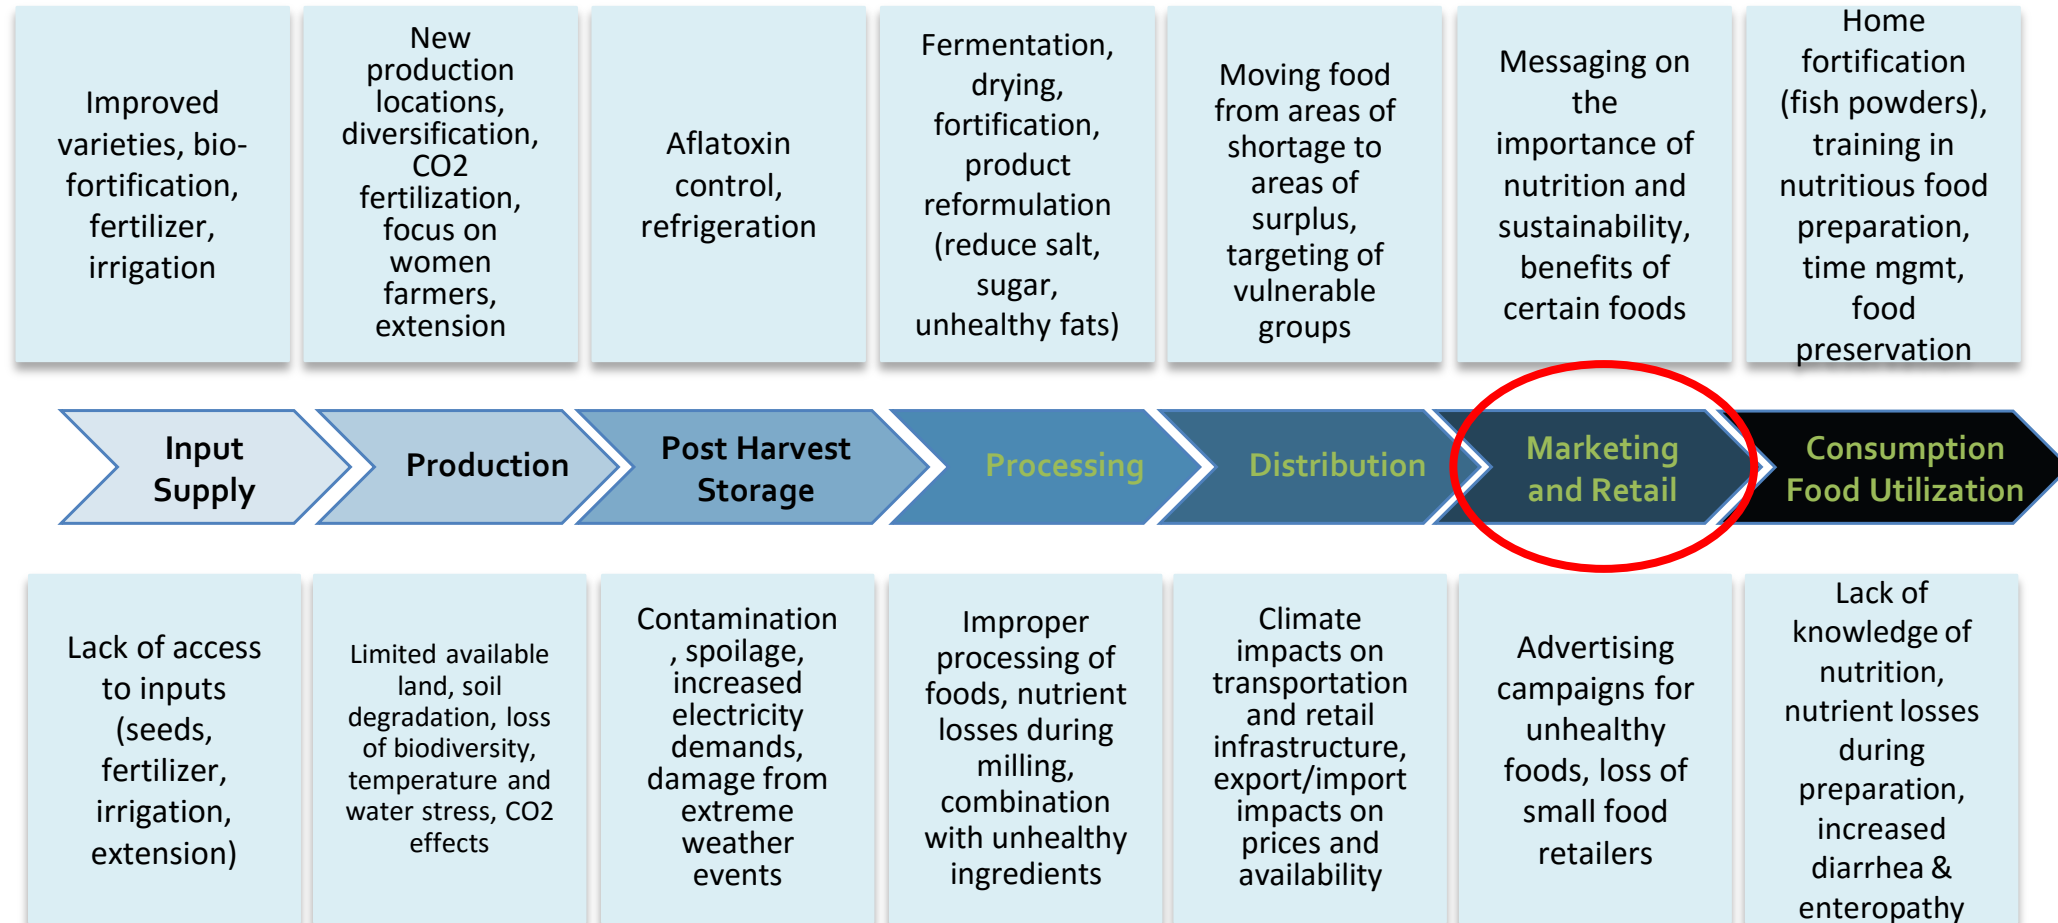 Improved
varieties, bio-
fortification,
fertilizer,
irrigation
New
production
locations,
diversification,
CO2
fertilization,
focus on
women
farmers,
extension
Aflatoxin
control,
refrigeration
Fermentation,
drying,
fortification,
product
reformulation
(reduce salt,
sugar,
unhealthy fats)
Moving food
from areas of
shortage to
areas of
surplus,
targeting of
vulnerable
groups
Messaging on
the
importance of
nutrition and
sustainability,
benefits of
certain foods
Home
fortification
(fish powders),
training in
nutritious food
preparation,
time mgmt,
food
preservation
Input
Supply
Production
Post Harvest
Storage
Processing
Distribution
Marketing
and Retail
Consumption
Food Utilization
Lack of access
to inputs
(seeds,
fertilizer,
irrigation,
extension)
Limited available
land, soil
degradation, loss
of biodiversity,
temperature and
water stress, CO2
effects
Contamination
, spoilage,
increased
electricity
demands,
damage from
extreme
weather
events
Improper
processing of
foods, nutrient
losses during
milling,
combination
with unhealthy
ingredients
Climate
impacts on
transportation
and retail
infrastructure,
export/import
impacts on
prices and
availability
Advertising
campaigns for
unhealthy
foods, loss of
small food
retailers
Lack of
knowledge of
nutrition,
nutrient losses
during
preparation,
increased
diarrhea &
enteropathy